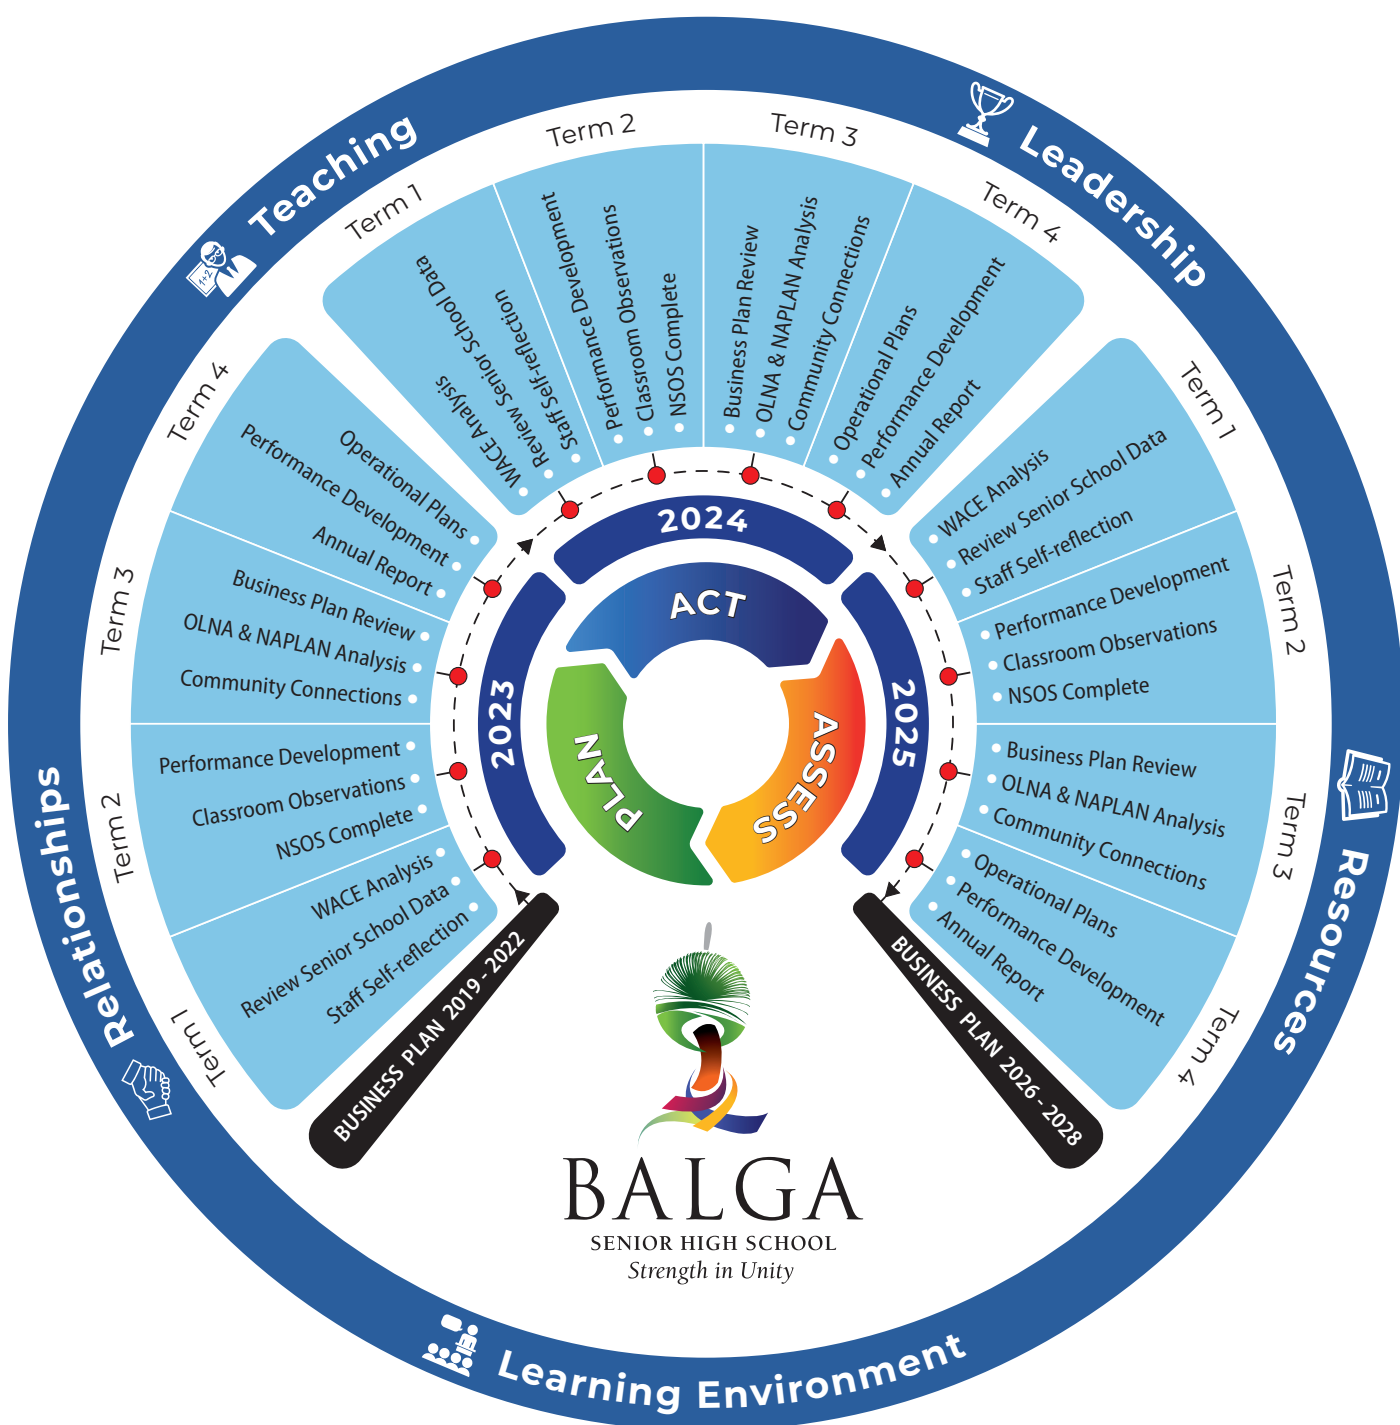 Relationships
Teaching
Leadership
Resources
Learning Environment
BUSINESS PLAN 2019 - 2022
2023
Term 1
WACE Analysis
Review Senior School Data
Staff Self-reflection
Term 2
Performance Development
Classroom Observations
NSOS Complete
Term 3
Business Plan Review
OLNA & NAPLAN Analysis
Community Connections
Term 4
Operational Plans
Performance Development
Annual Report
2024
Term 1
WACE Analysis
Review Senior School Data
Staff Self-reflection
Term 2
Performance Development
Classroom Observations
NSOS Complete
Term 3
Business Plan Review
OLNA & NAPLAN Analysis
Community Connections
Term 4
Operational Plans
Performance Development
Annual Report
2025
Term 1
WACE Analysis
Review Senior School Data
Staff Self-reflection
Term 2
Performance Development
Classroom Observations
NSOS Complete
Term 3
Business Plan Review
OLNA & NAPLAN Analysis
Community Connections
Term 4
Operational Plans
Performance Development
Annual Report
BUSINESS PLAN 2026 - 2028
PLAN
ACT
ASSESS
1+2
BALGA
SENIOR HIGH SCHOOL
Strength in Unity